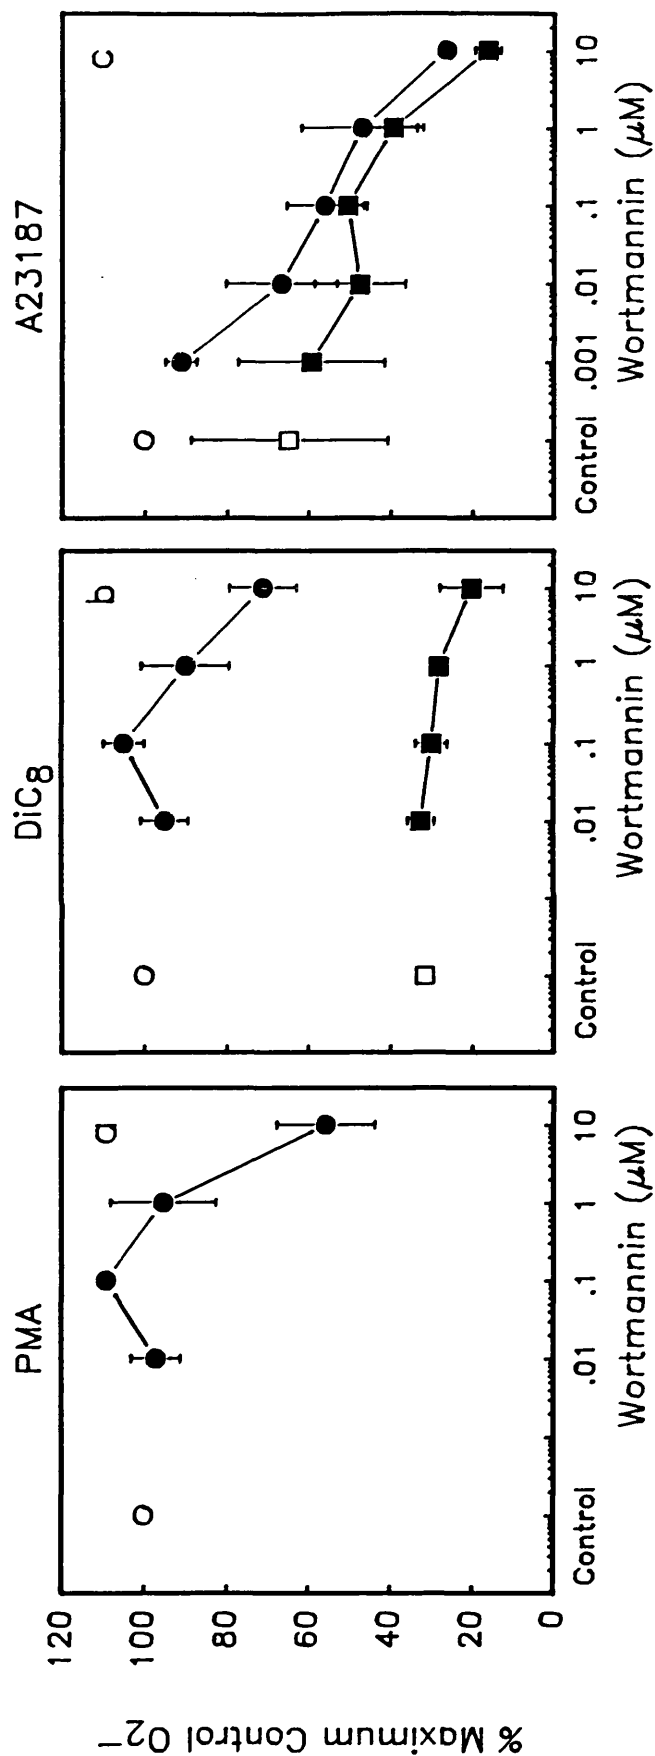 PMA
DiC8
A23187
a
b
c
% Maximum Control O2−
120
100
80
60
40
20
0
Control .01 .1 1 10
Control .01 .1 1 10
Control .001 .01 .1 1 10
Wortmannin (μM)
Wortmannin (μM)
Wortmannnin (μM)